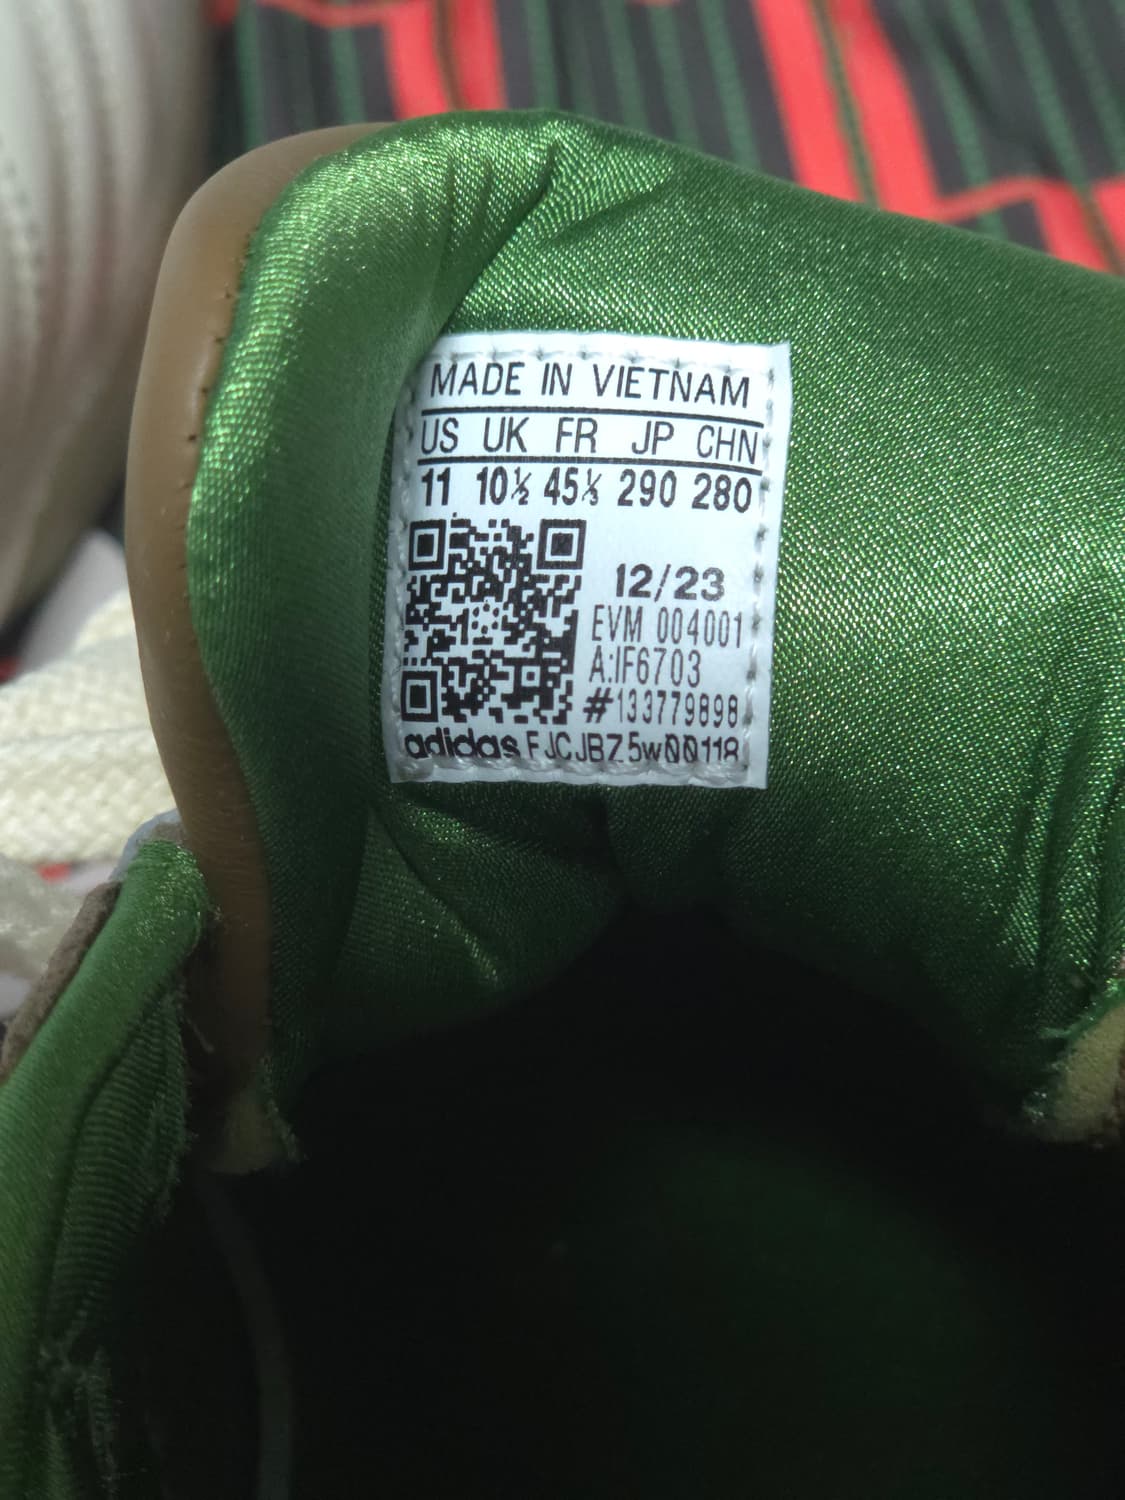 MADE IN VIETNAM
US UK FR JP CHN
11 10½ 45⅓ 290 280
12/23
EVM 004001
A:IF6703
#133779898
adidas FJCJBZ5w00118